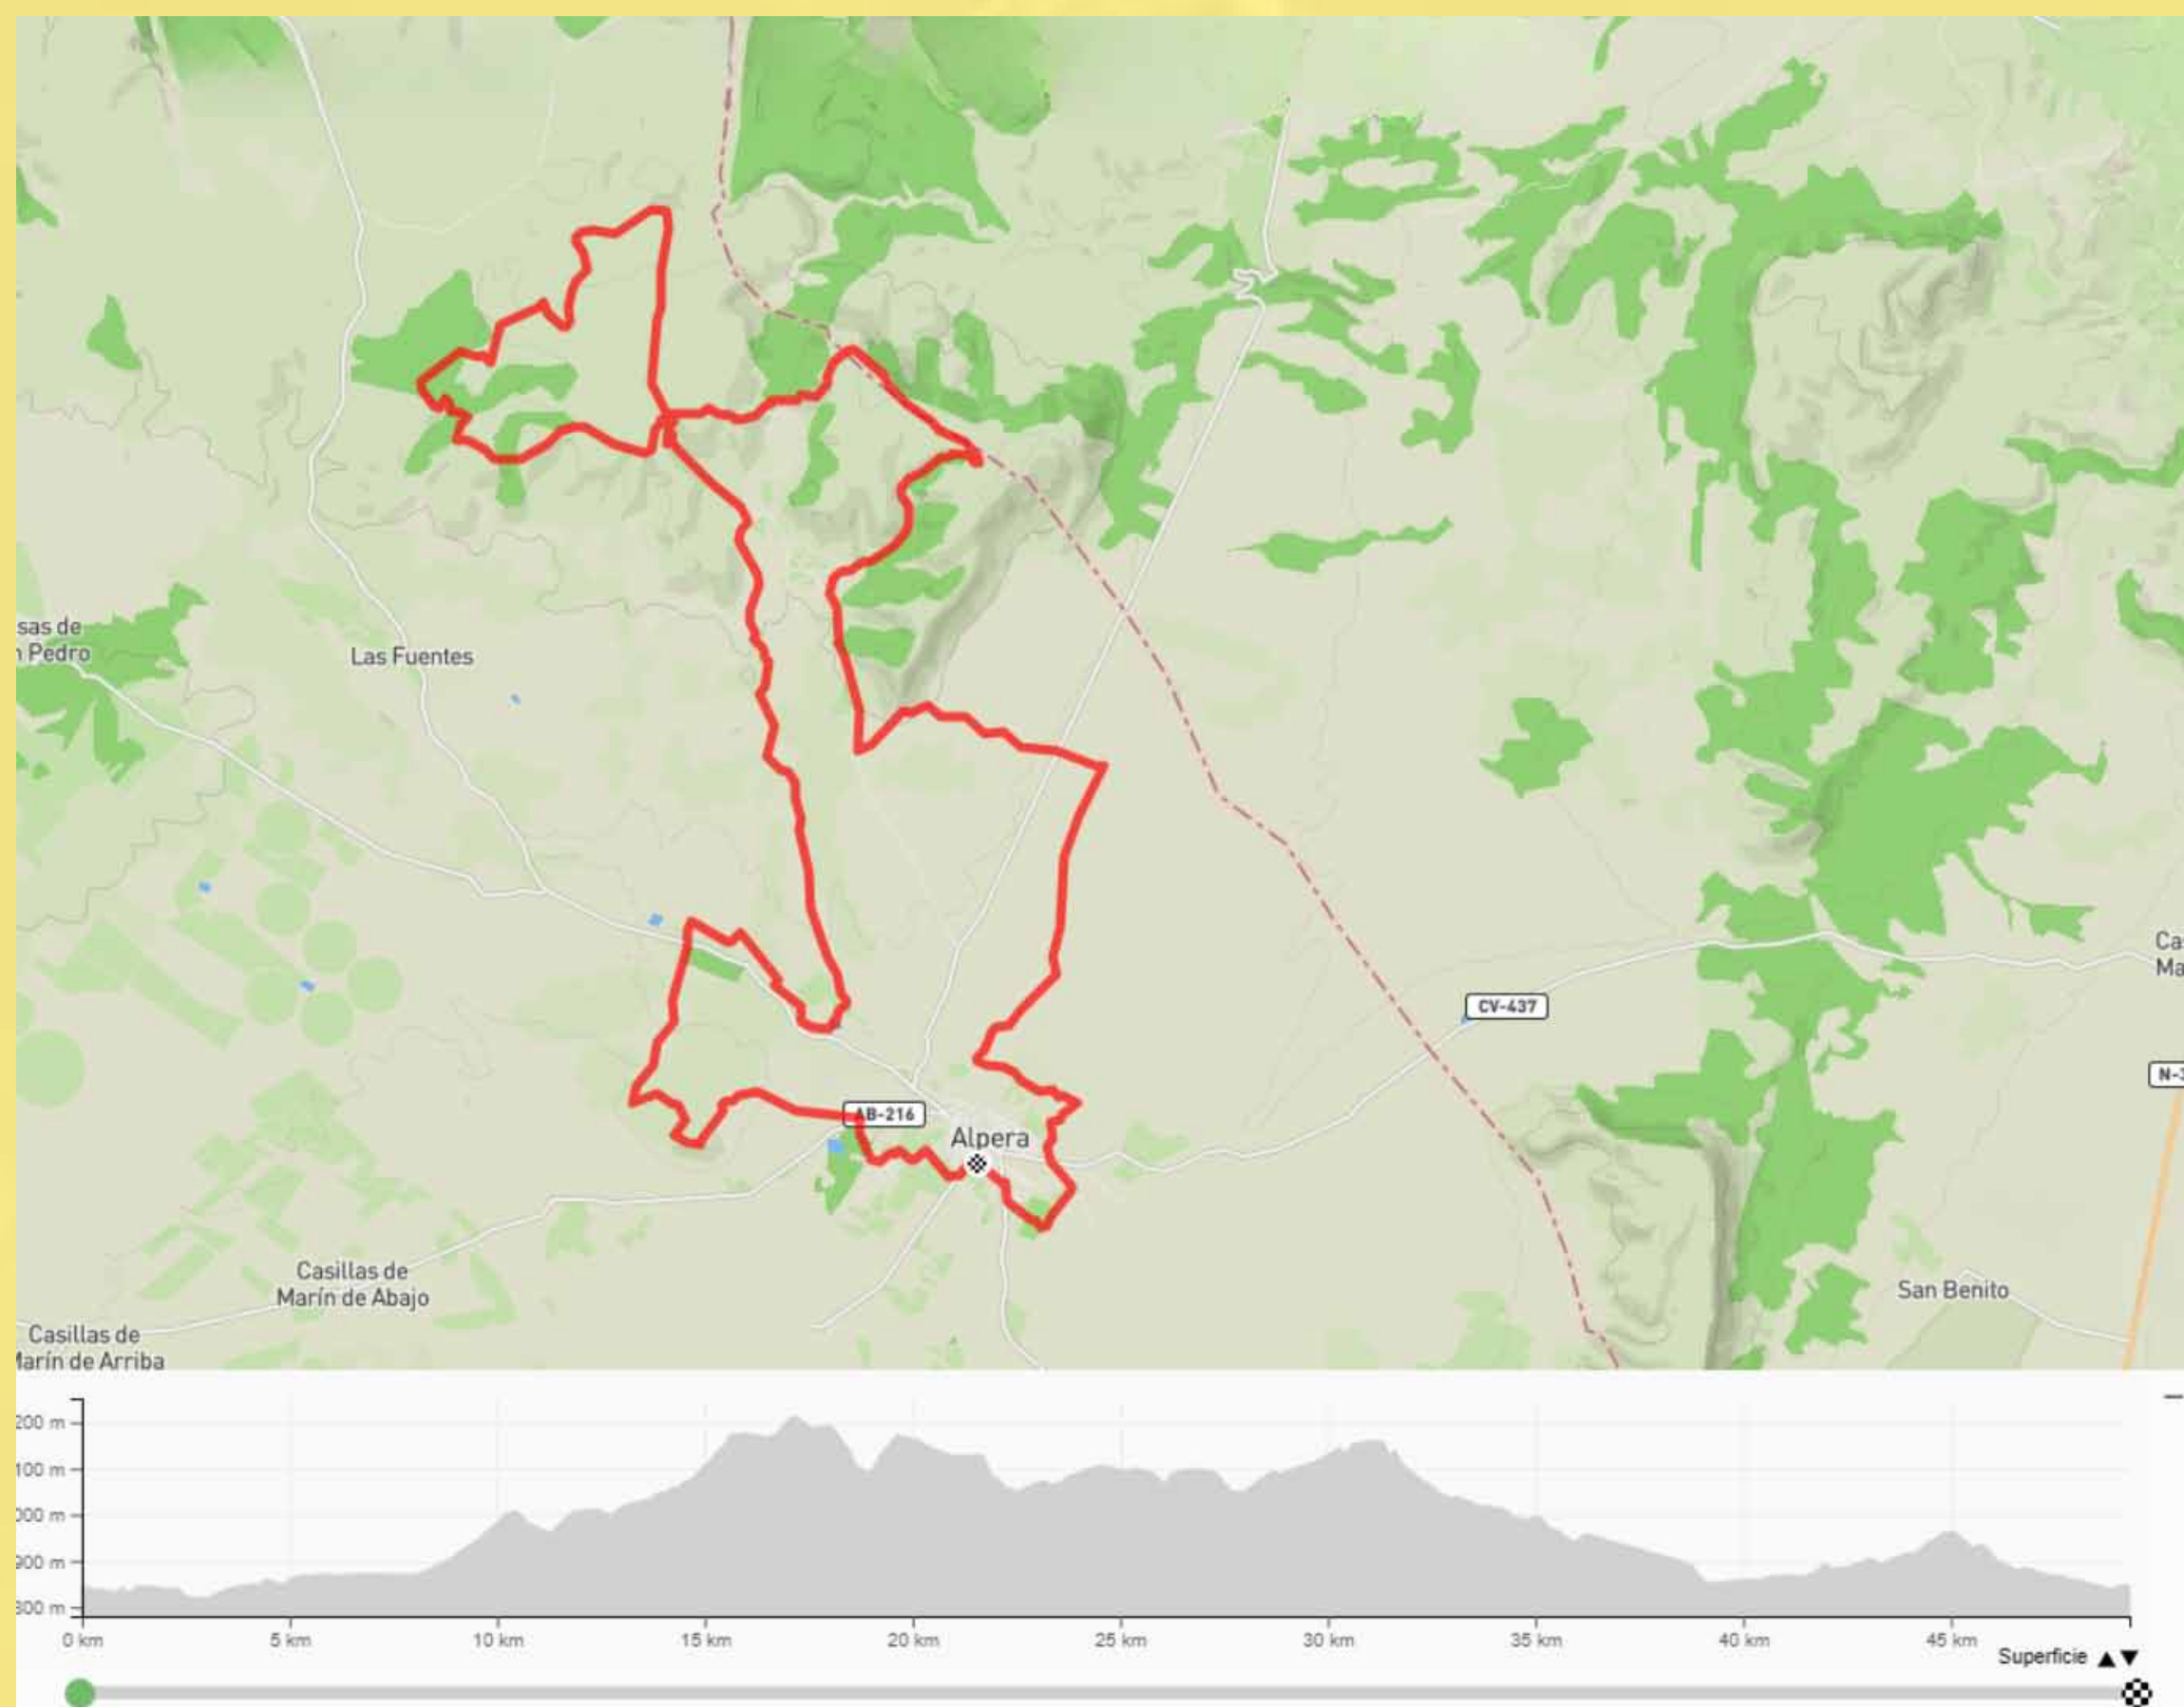 sas de
n Pedro
Las Fuentes
CV-437
Ca
Ma
N-3
AB-216
Alpera
Casillas de
Marín de Abajo
San Benito
Casillas de
Marín de Arriba
200 m
100 m
000 m
900 m
800 m
0 km
5 km
10 km
15 km
20 km
25 km
30 km
35 km
40 km
45 km
Superficie ▲▼